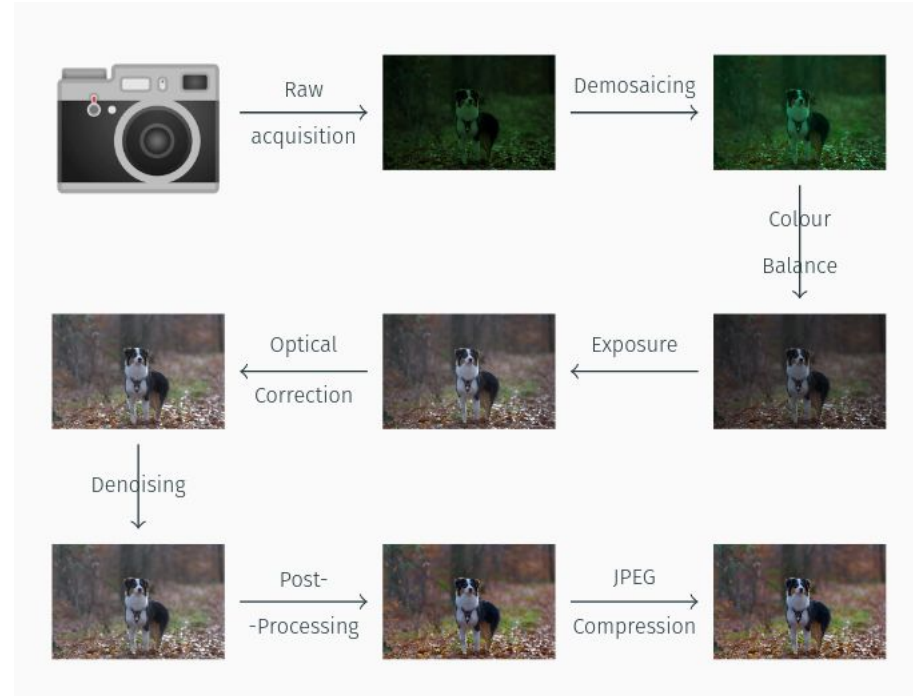 Raw
acquisition
Demosaicing
Colour
Balance
Exposure
Optical
Correction
Denoising
Post-
-Processing
JPEG
Compression